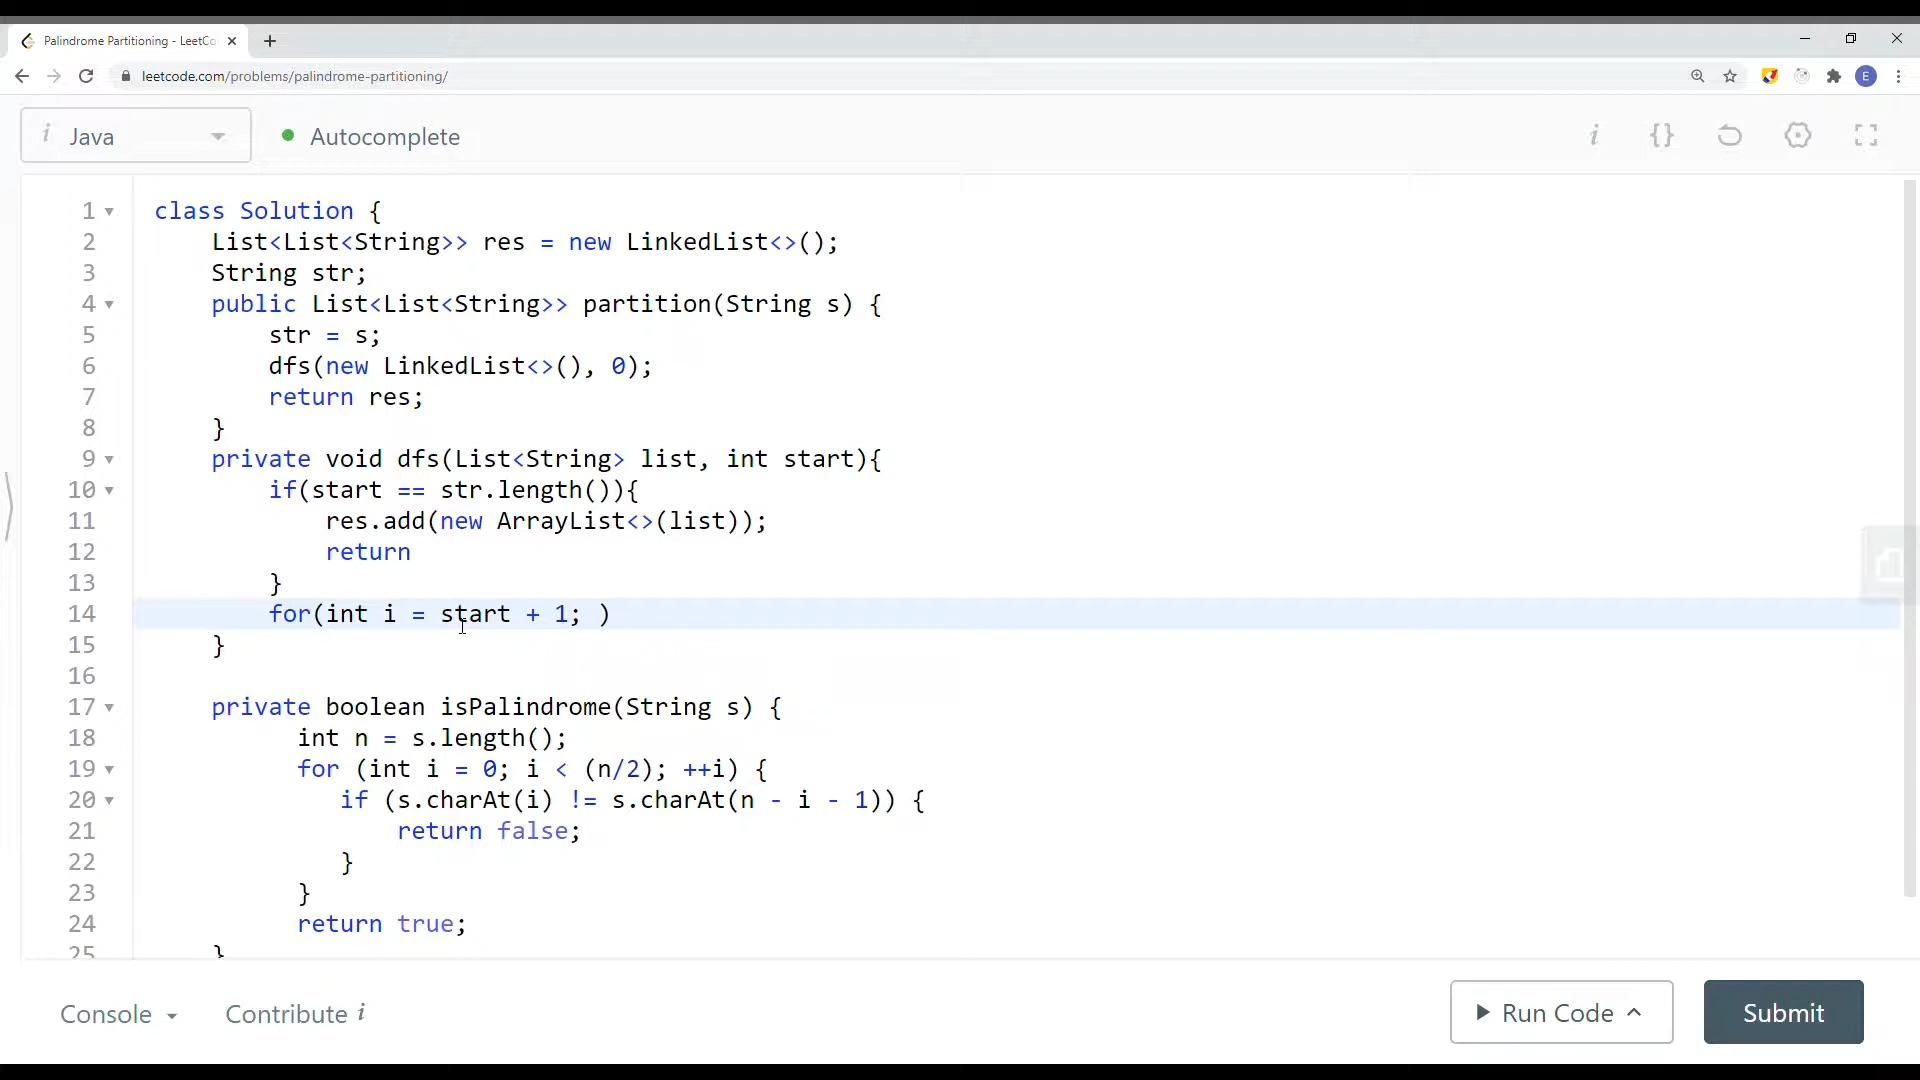 Palindrome Partitioning - LeetCo
leetcode.com/problems/palindrome-partitioning/
E
i Java
Autocomplete
i {}
1 class Solution {
2 List<List<String>> res = new LinkedList<>();
3 String str;
4 public List<List<String>> partition(String s) {
5 str = s;
6 dfs(new LinkedList<>(), 0);
7 return res;
8 }
9 private void dfs(List<String> list, int start){
10 if(start == str.length()){
11 res.add(new ArrayList<>(list));
12 return
13 }
14 for(int i = start + 1; )
15 }
16
17 private boolean isPalindrome(String s) {
18 int n = s.length();
19 for (int i = 0; i < (n/2); ++i) {
20 if (s.charAt(i) != s.charAt(n - i - 1)) {
21 return false;
22 }
23 }
24 return true;
25 }
Console
Contribute i
Run Code
Submit